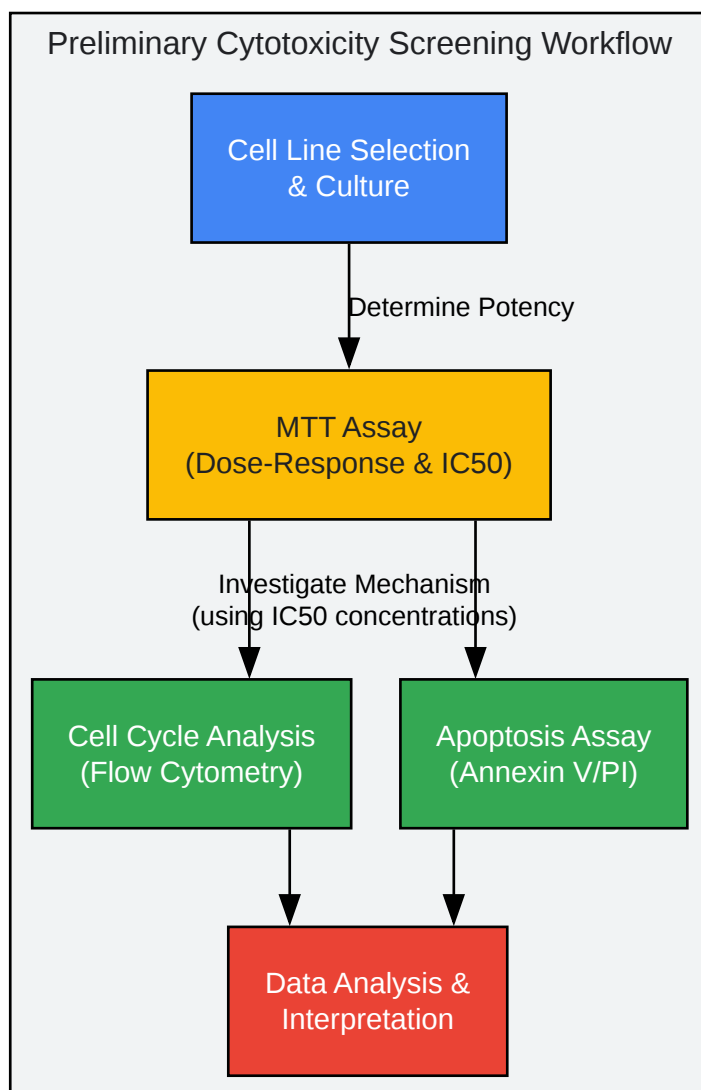 Preliminary Cytotoxicity Screening Workflow
Cell Line Selection
& Culture
Determine Potency
MTT Assay
(Dose-Response & IC50)
Investigate Mechanism
(using IC50 concentrations)
Cell Cycle Analysis
(Flow Cytometry)
Apoptosis Assay
(Annexin V/PI)
Data Analysis &
Interpretation